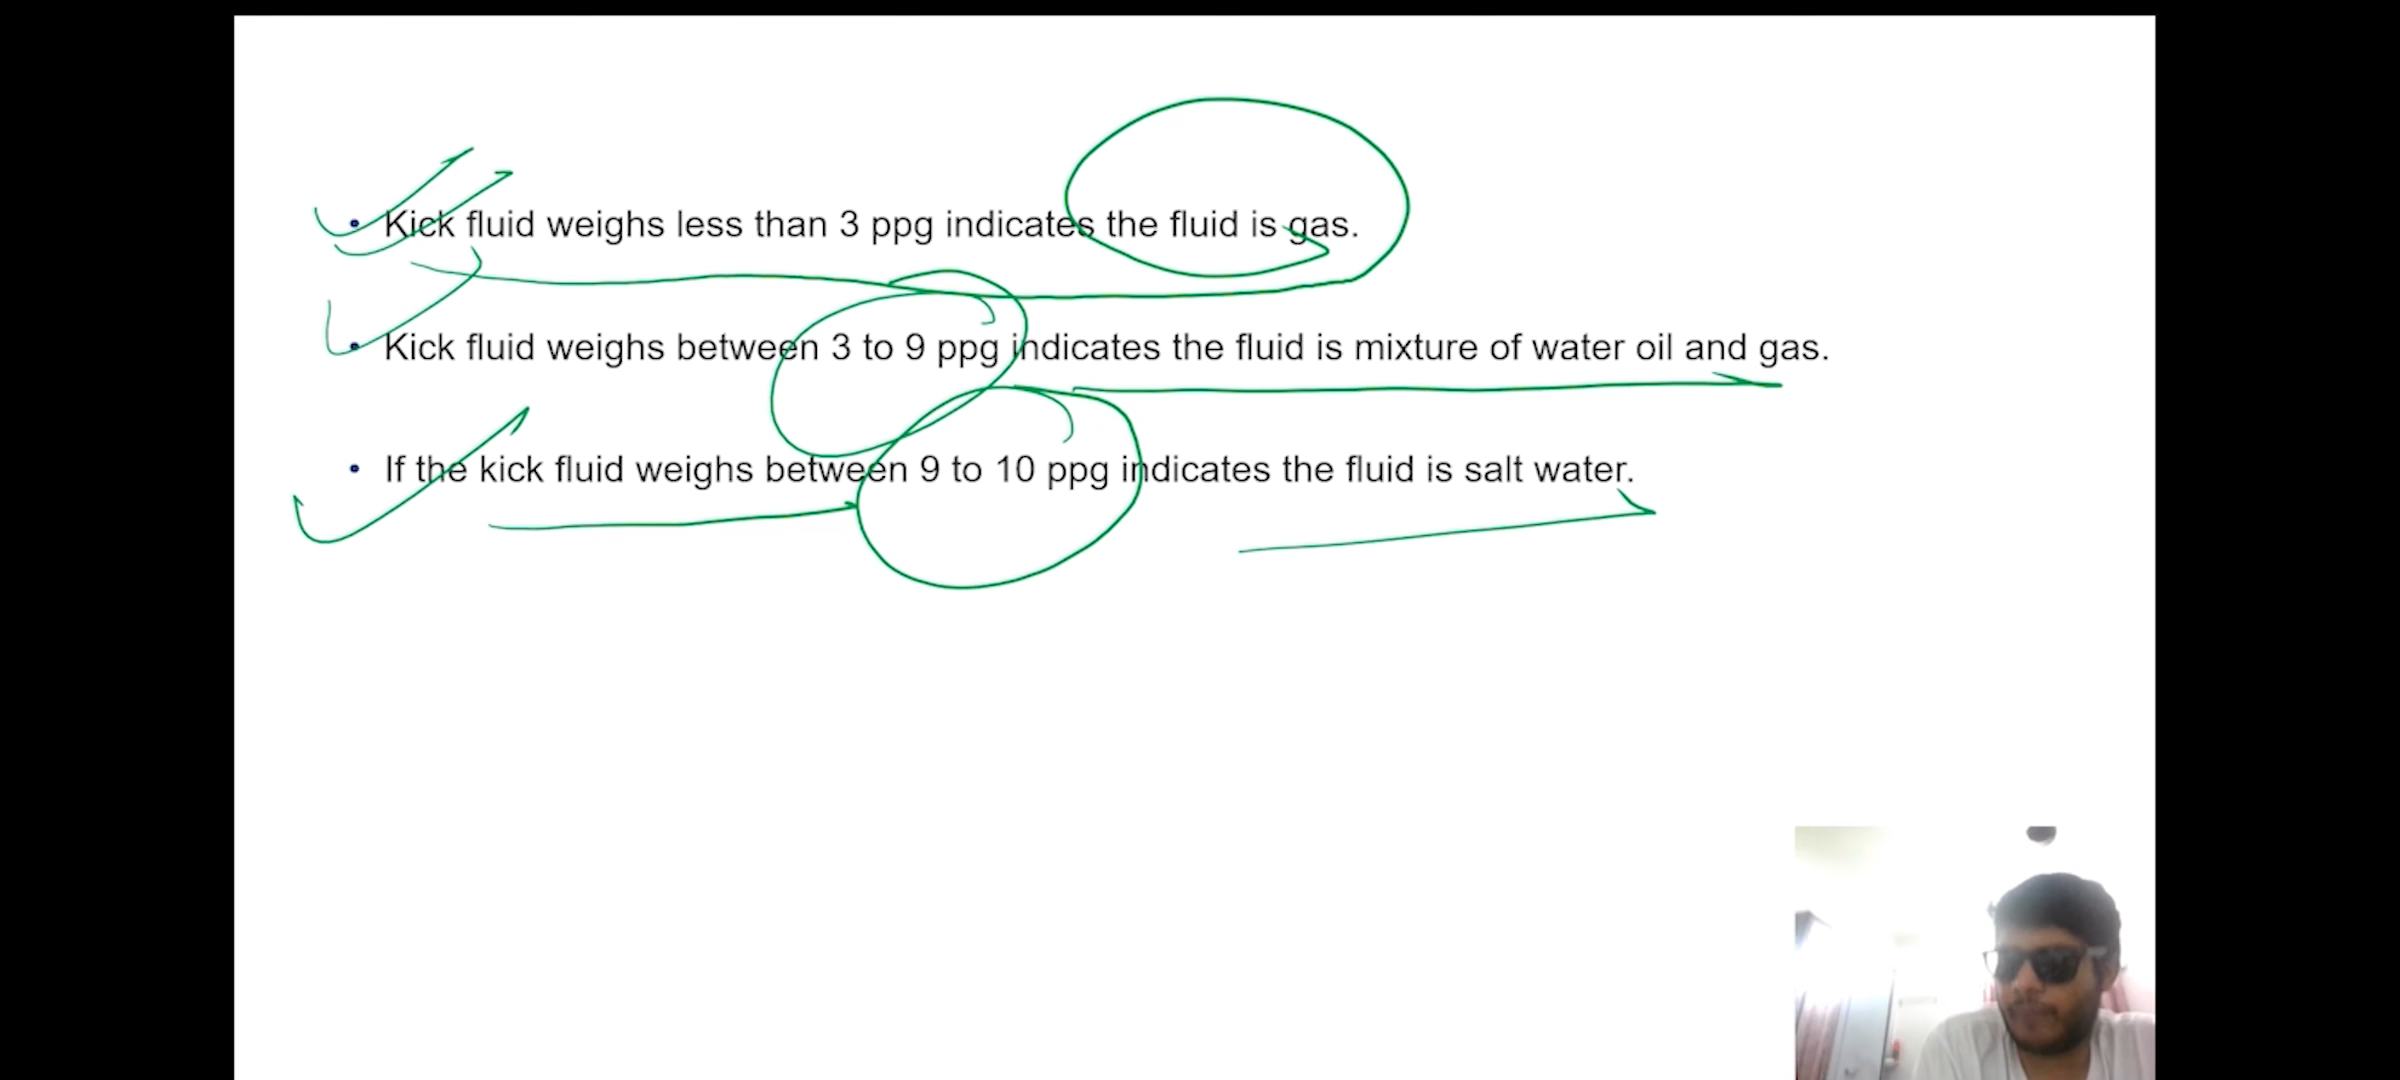 • Kick fluid weighs less than 3 ppg indicates the fluid is gas.
• Kick fluid weighs between 3 to 9 ppg indicates the fluid is mixture of water oil and gas.
• If the kick fluid weighs between 9 to 10 ppg indicates the fluid is salt water.